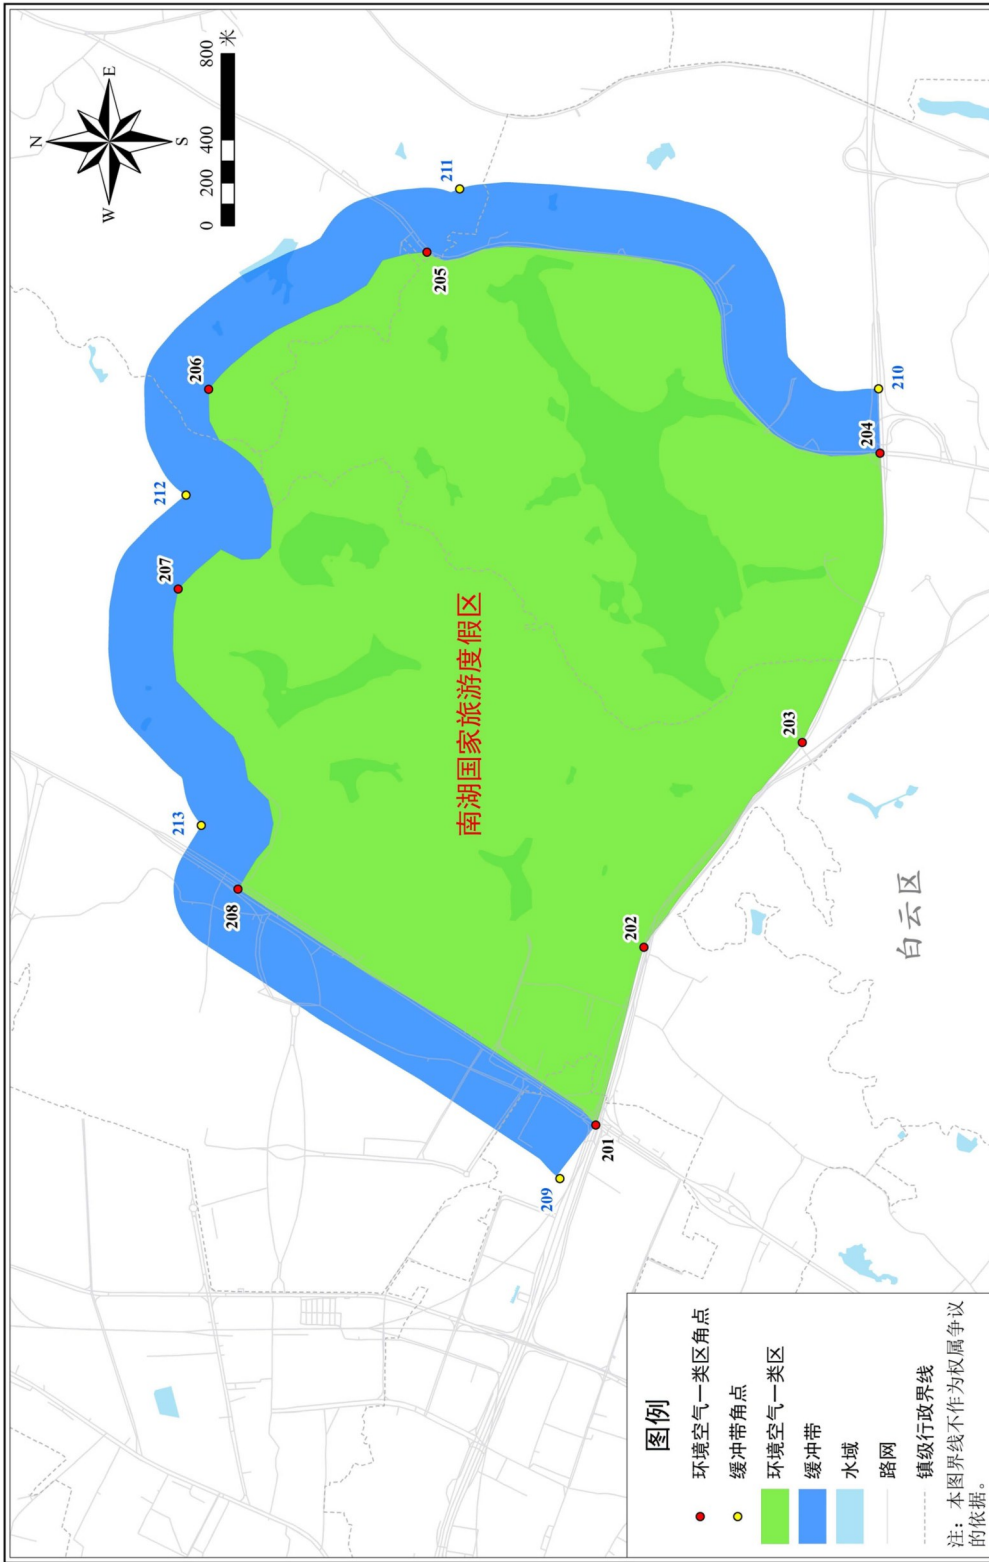 N
E
S
W
0 200 400 800
米
206
212
207
213
208
205
211
南湖国家旅游度假区
204
210
203
202
201
209
白云区
图例
环境空气一类区角点
缓冲带角点
环境空气一类区
缓冲带
水域
路网
镇级行政界线
注：本图界线不作为权属争议
的依据。